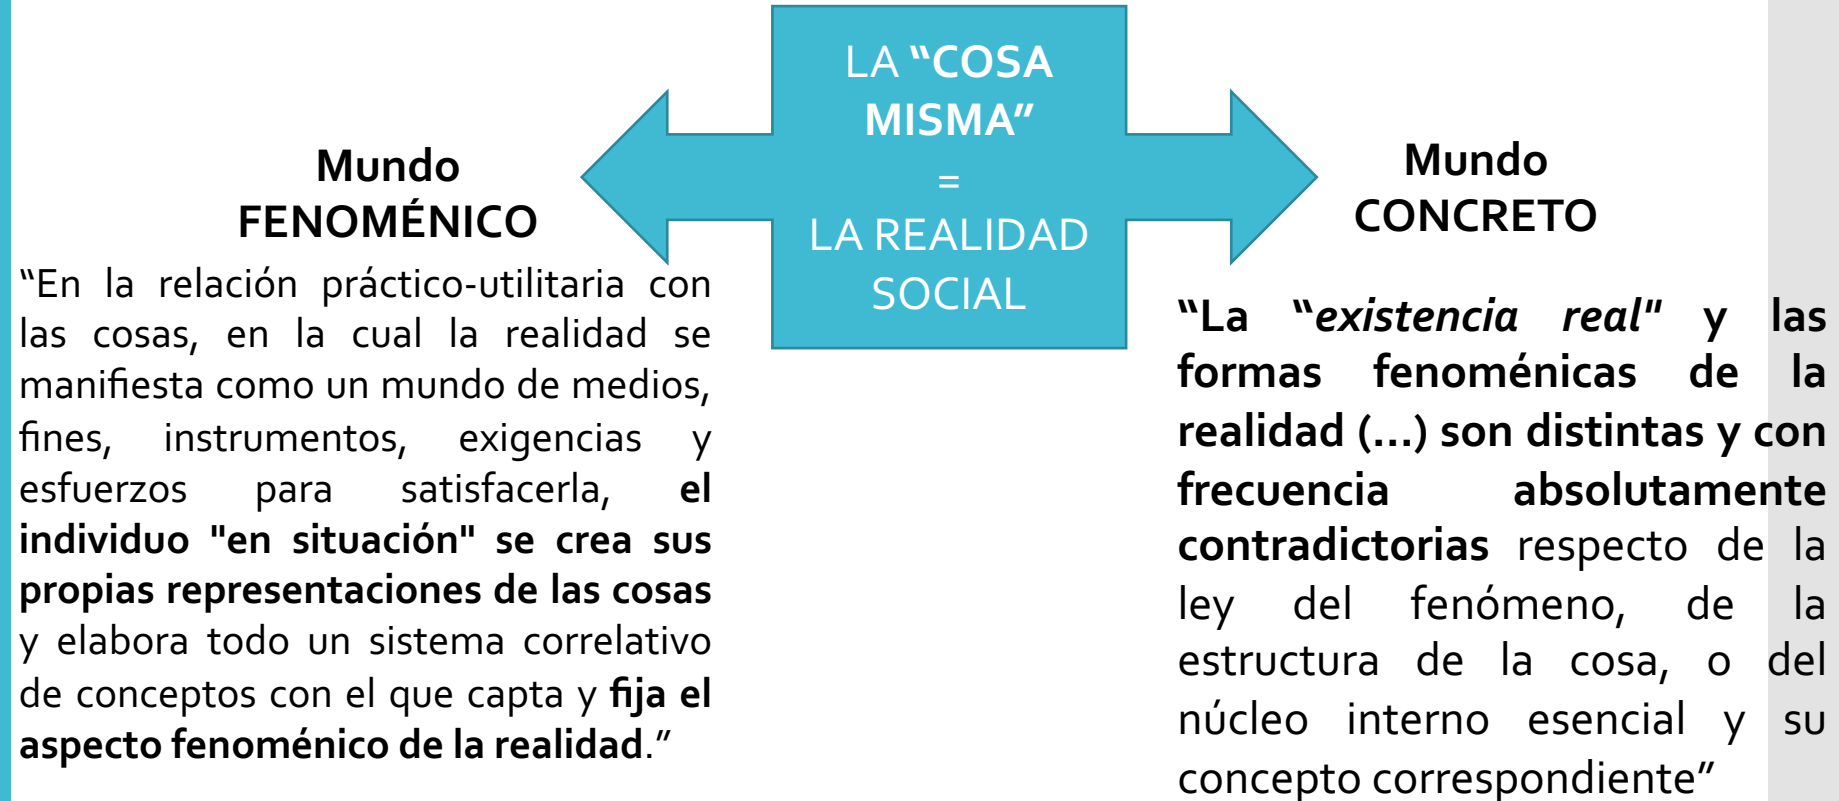 LA “COSA
MISMA”
=
LA REALIDAD
SOCIAL
Mundo
FENOMÉNICO
“En la relación práctico-utilitaria con
las cosas, en la cual la realidad se
manifiesta como un mundo de medios,
fines, instrumentos, exigencias y
esfuerzos para satisfacerla, el
individuo "en situación" se crea sus
propias representaciones de las cosas
y elabora todo un sistema correlativo
de conceptos con el que capta y fija el
aspecto fenoménico de la realidad.”
Mundo
CONCRETO
“La “existencia real" y las
formas fenoménicas de la
realidad (...) son distintas y con
frecuencia absolutamente
contradictorias respecto de la
ley del fenómeno, de la
estructura de la cosa, o del
núcleo interno esencial y su
concepto correspondiente”